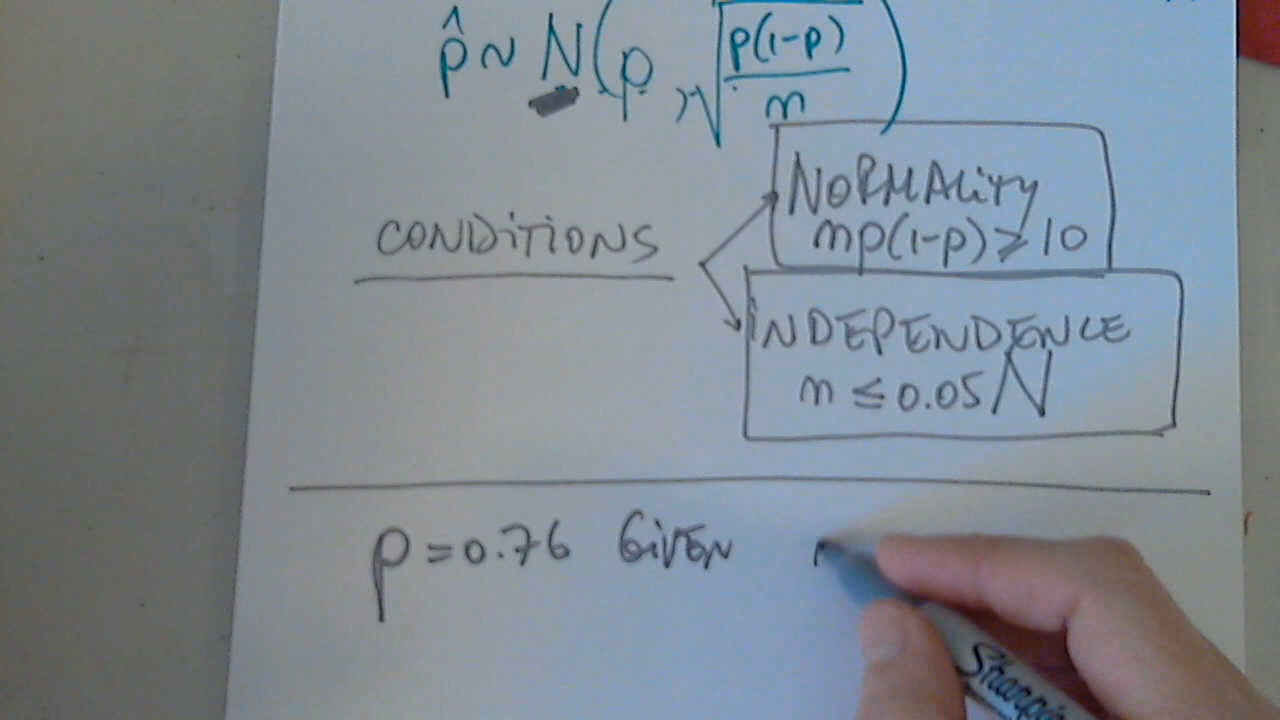 p̂ ~ N(p, √(p(1-p)/n))
CONDITIONS
NORMALITY
np(1-p) ≥ 10
INDEPENDENCE
n ≤ 0.05N
p = 0.76 GIVEN
Sharpie